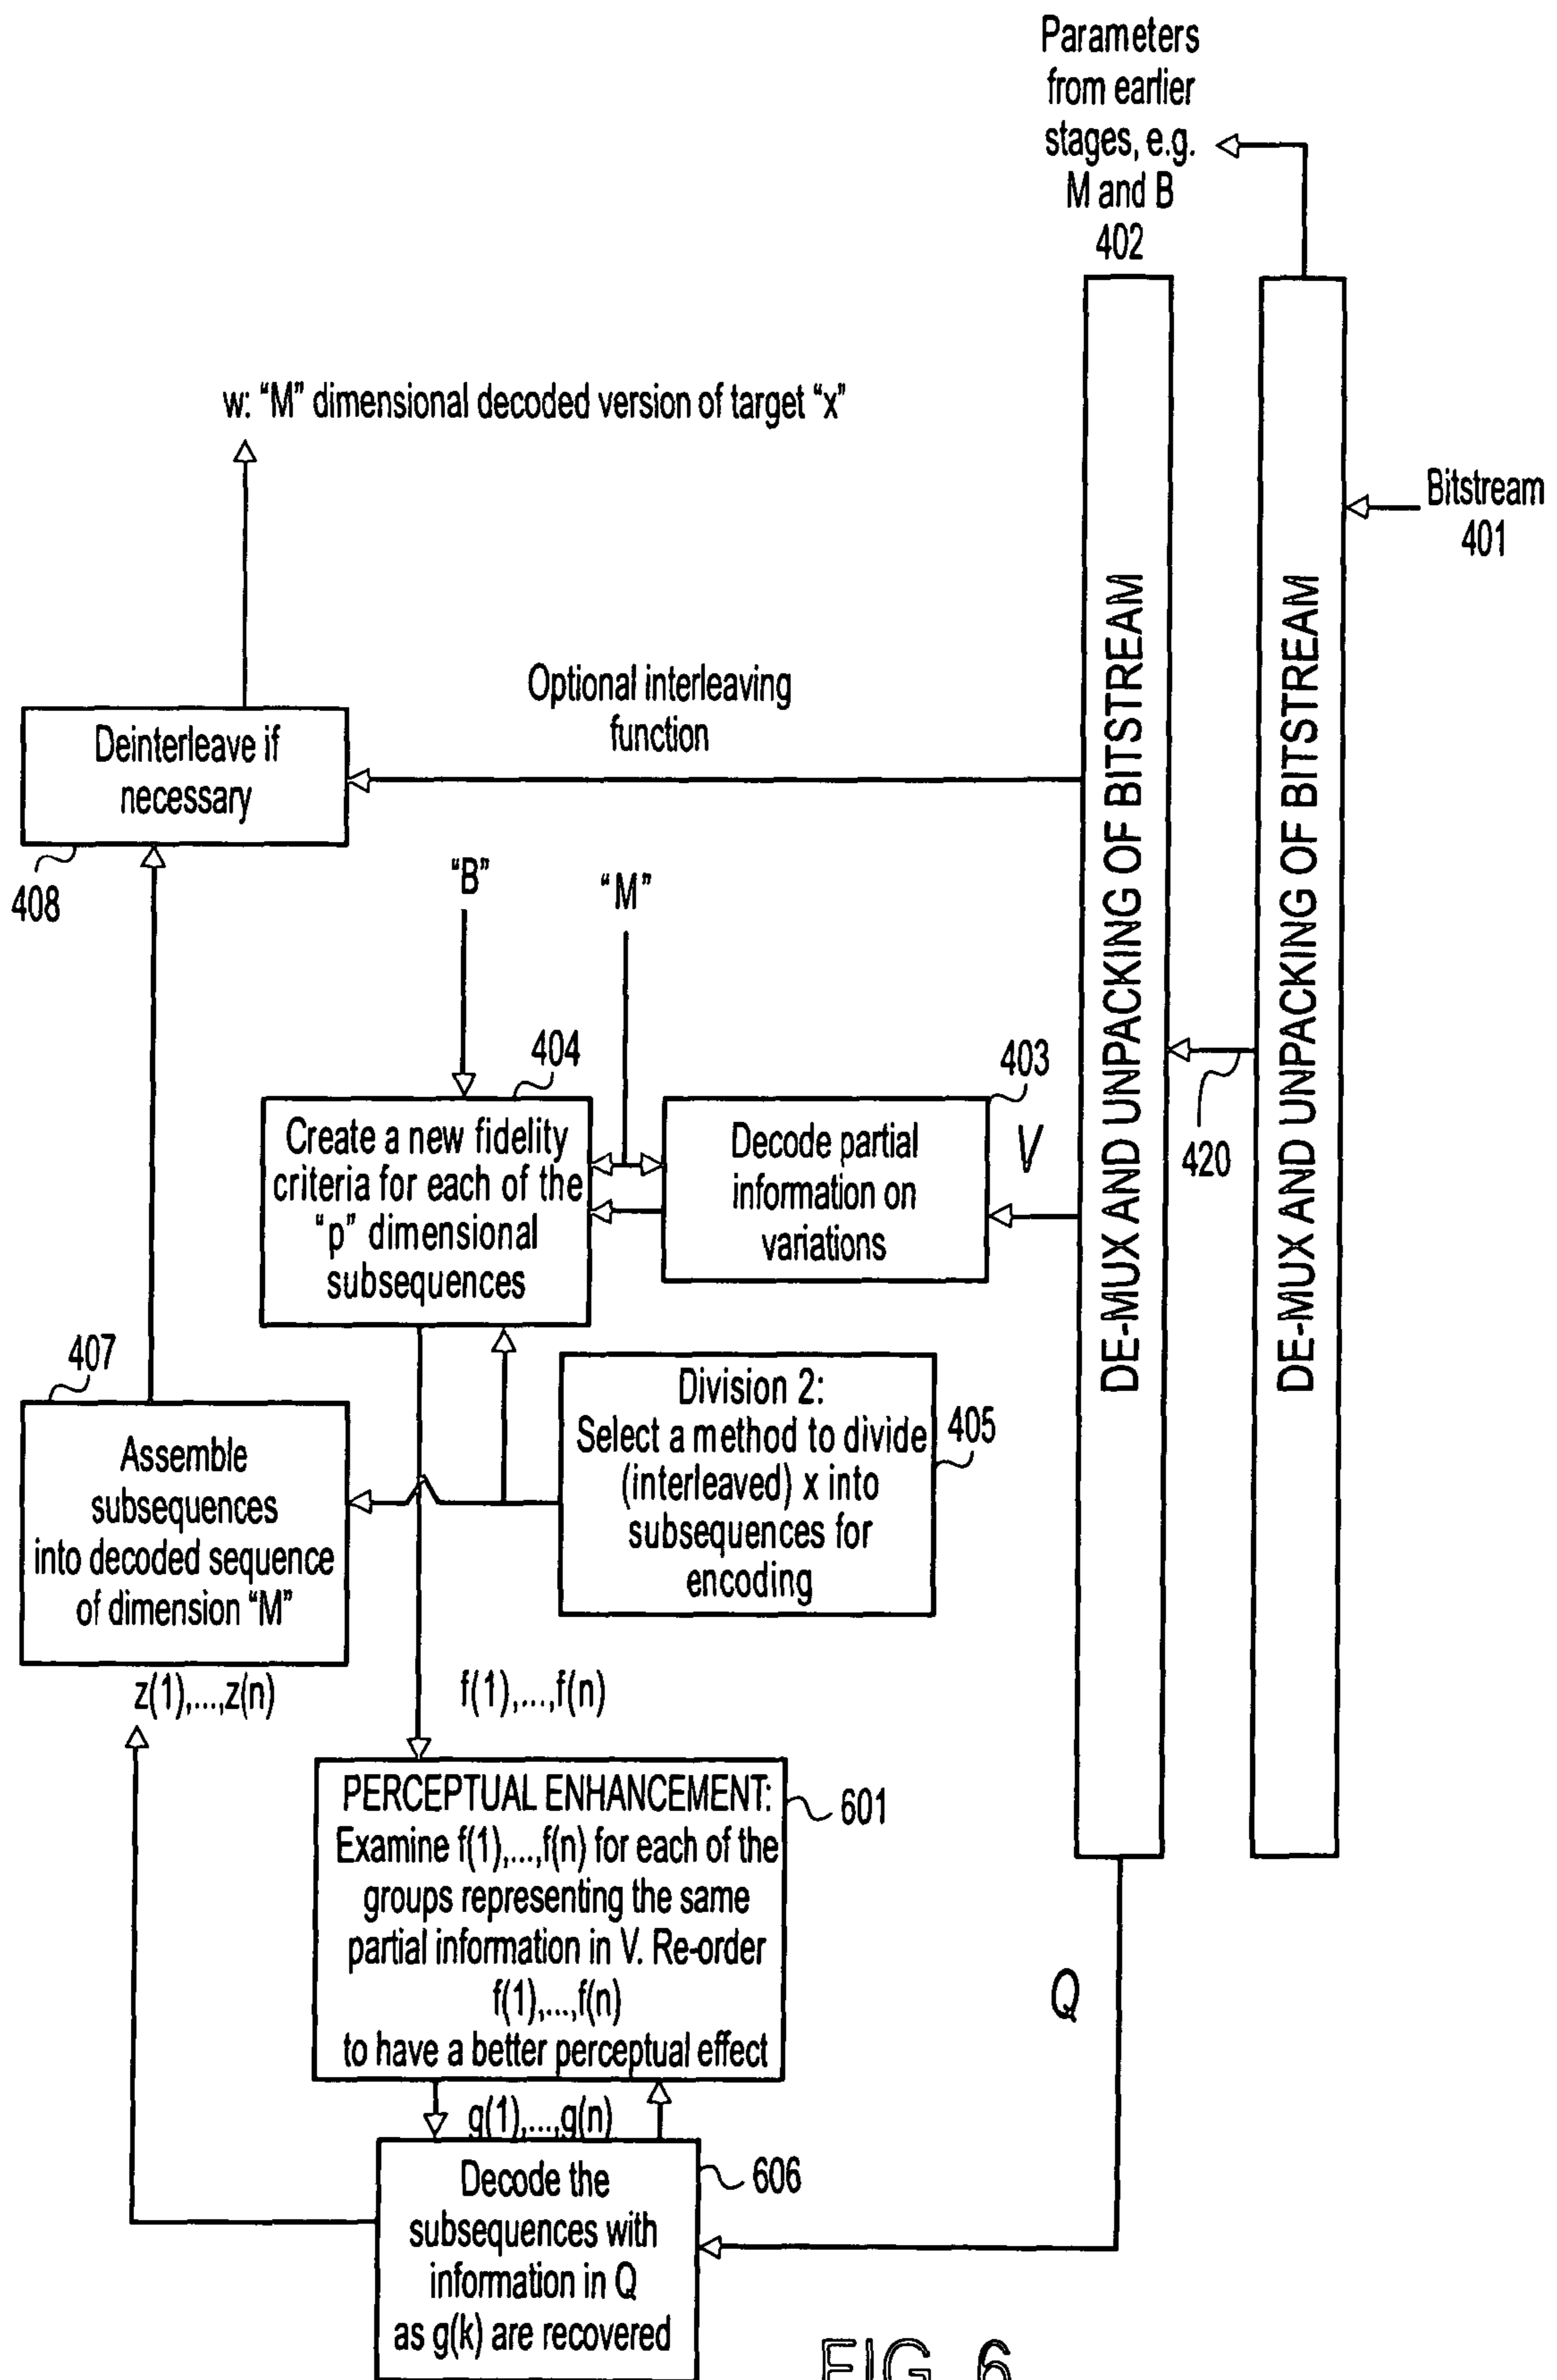 Parameters
from earlier
stages, e.g.
M and B
402
w: “M” dimensional decoded version of target “x”
Bitstream
401
DE-MUX AND UNPACKING OF BITSTREAM
DE-MUX AND UNPACKING OF BITSTREAM
Optional interleaving
function
Deinterleave if
necessary
408
“B”
“M”
404
403
Create a new fidelity
criteria for each of the
“p” dimensional
subsequences
Decode partial
information on
variations
V
420
407
Division 2:
Select a method to divide
(interleaved) x into
subsequences for
encoding
405
Assemble
subsequences
into decoded sequence
of dimension “M”
z(1),...,z(n)
f(1),...,f(n)
PERCEPTUAL ENHANCEMENT:
Examine f(1),...,f(n) for each of the
groups representing the same
partial information in V. Re-order
f(1),...,f(n)
to have a better perceptual effect
601
Q
g(1),...,g(n)
Decode the
subsequences with
information in Q
as g(k) are recovered
606
FIG. 6